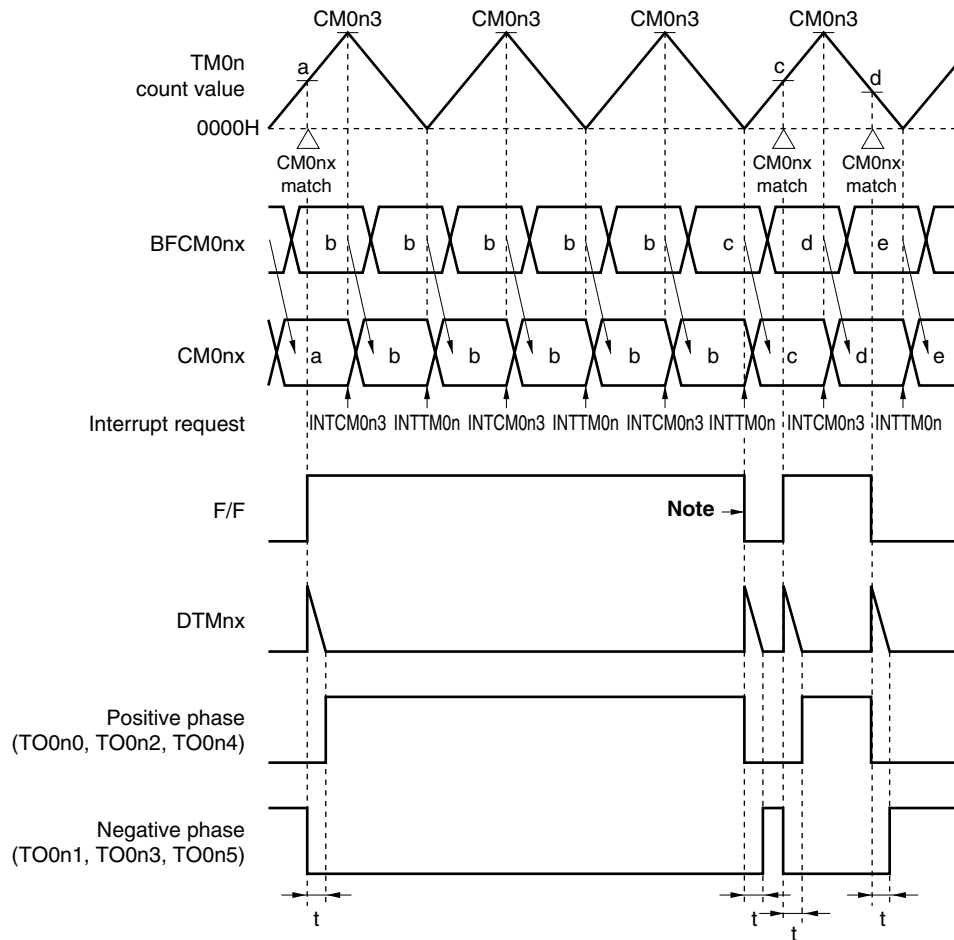 CM0n3 CM0n3 CM0n3 CM0n3
TM0n
count value
a c d
0000H
CM0nx
match
CM0nx
match
CM0nx
match
BFCM0nx b b b b b c d e
CM0nx a b b b b b c d e
Interrupt request INTCM0n3 INTTM0n INTCM0n3 INTTM0n INTCM0n3 INTTM0n INTCM0n3 INTTM0n
F/F
Note
DTMnx
Positive phase
(TO0n0, TO0n2, TO0n4)
Negative phase
(TO0n1, TO0n3, TO0n5)
t t t t